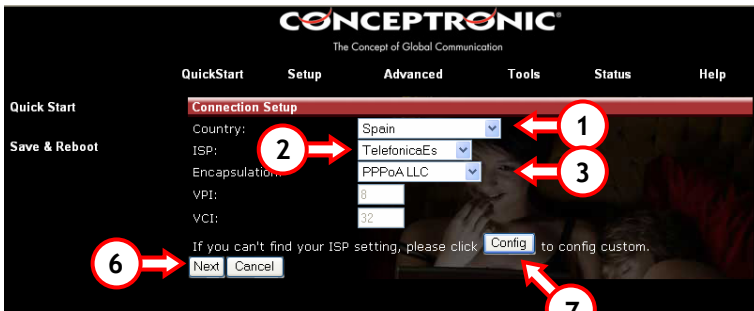 CONCEPTRONIC®
The Concept of Global Communication
QuickStart Setup Advanced Tools Status Help
Quick Start
Save & Reboot
Connection Setup
Country: Spain 1
ISP: 2 TelefonicaEs
Encapsulation: PPPoA LLC 3
VPI: 8
VCI: 32
If you can't find your ISP setting, please click Config to config custom.
6 Next Cancel
7